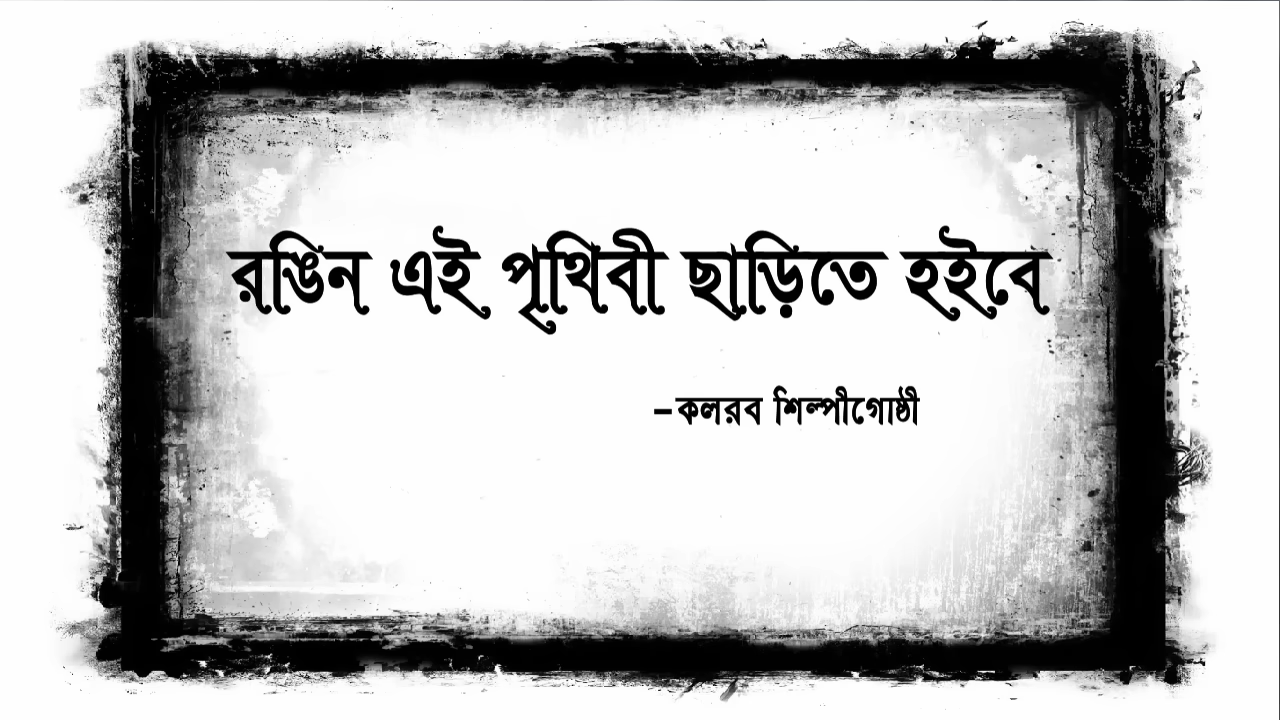 রঙিন এই পৃথিবী ছাড়িতে হইবে
–কলরব শিল্পীগোষ্ঠী